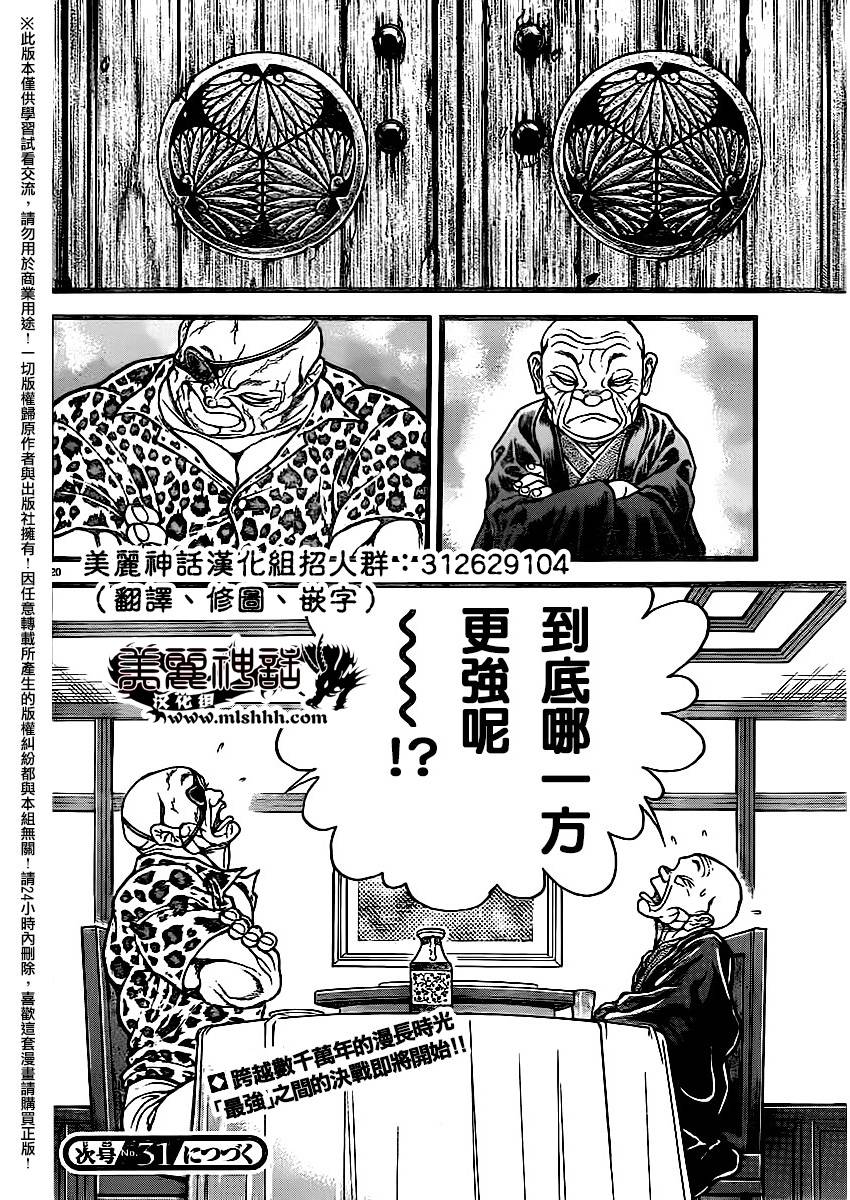 ※此版本僅供學習試看交流，請勿用於商業用途！一切版權歸原作者與出版社擁有！因任意轉載所產生的版權糾紛都與本組無關！請24小時內刪除，喜歡這套漫畫請購買正版！
20
美麗神話漢化組招人群：312629104
（翻譯、修圖、嵌字）
美麗神話
汉化组
www.mlshhh.com
到底哪一方
更強呢
～～～～!?
◆跨越數千萬年的漫長時光
「最強」之間的決戰即將開始!!
次号No.31につづく